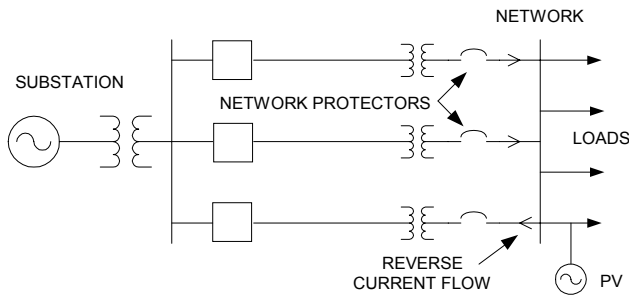 NETWORK
SUBSTATION
NETWORK PROTECTORS
LOADS
REVERSE
CURRENT FLOW
PV